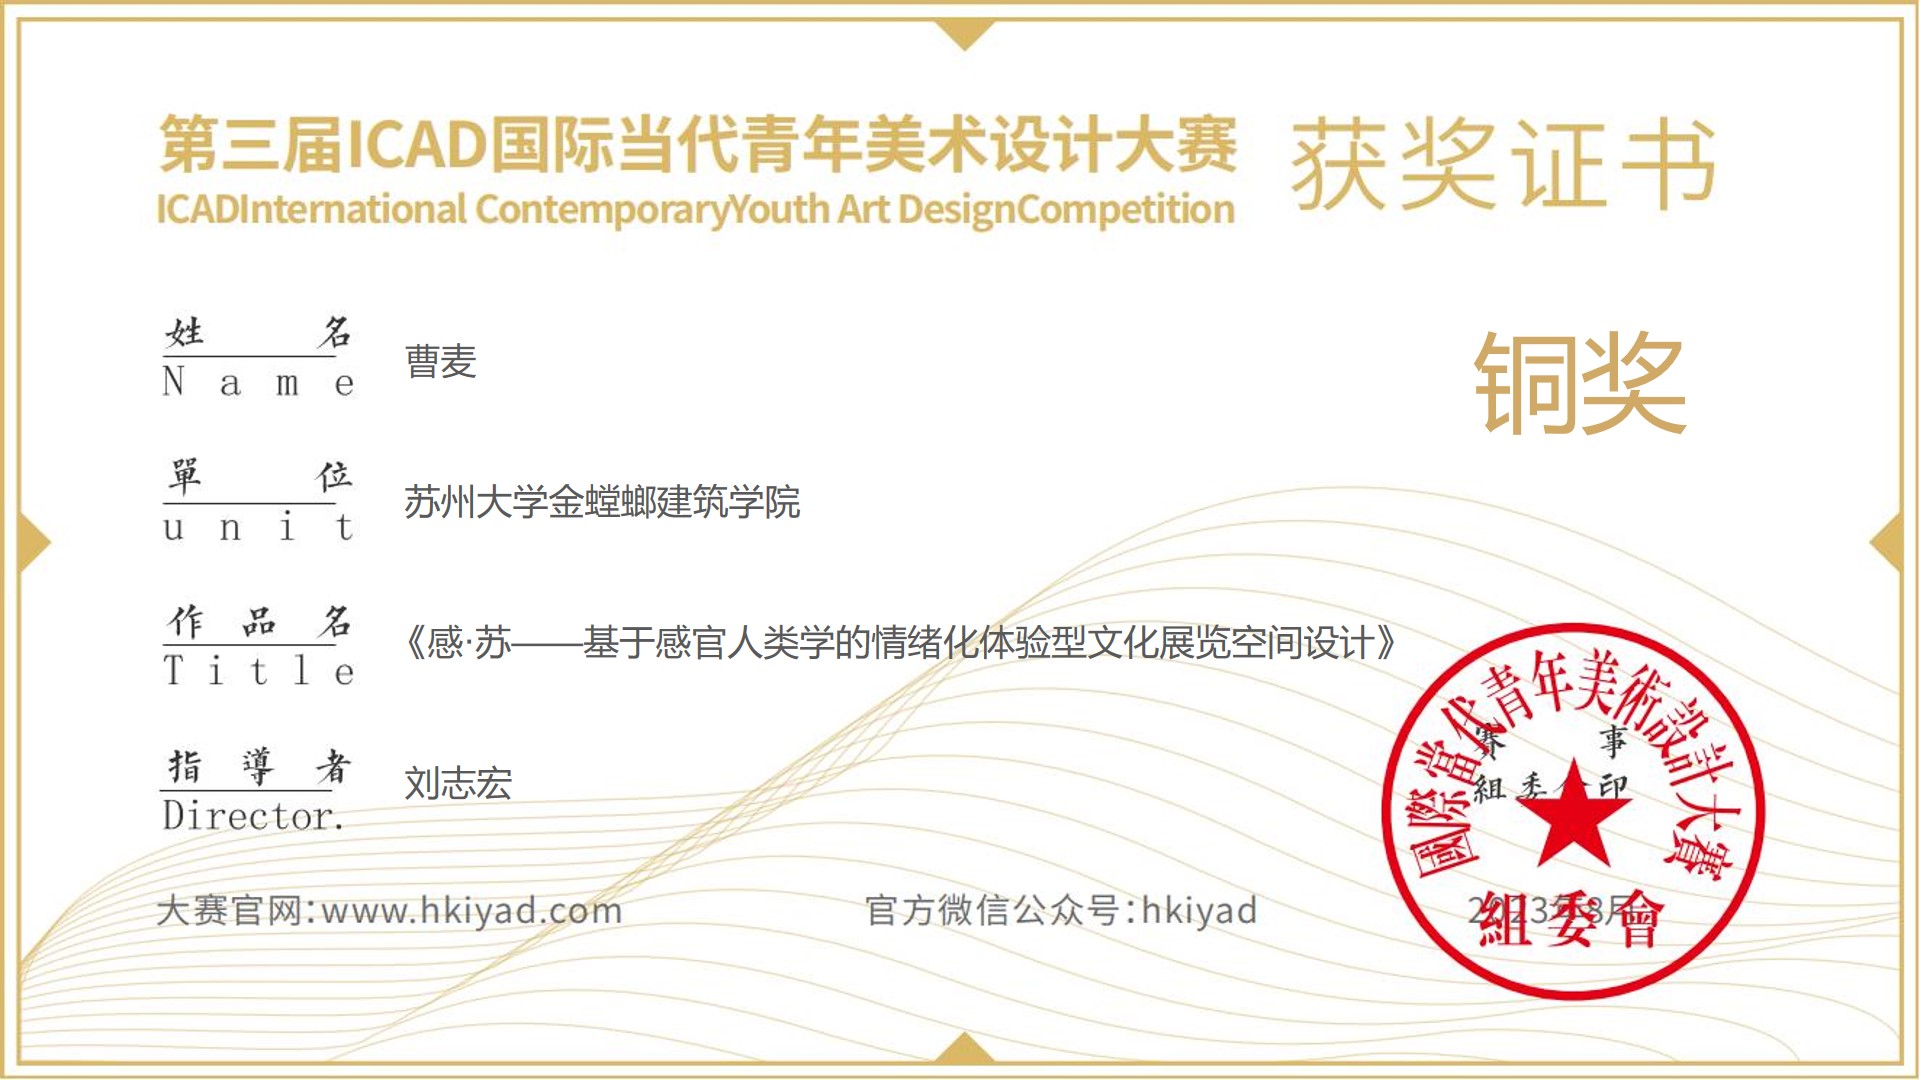 第三届ICAD国际当代青年美术设计大赛 获奖证书
ICADInternational ContemporaryYouth Art DesignCompetition
姓名
Name
曹麦
铜奖
單位
unit
苏州大学金螳螂建筑学院
作品名
Title
《感·苏——基于感官人类学的情绪化体验型文化展览空间设计》
指導者
Director.
刘志宏
國際當代青年美術設計大賽
賽事
組委会印
組委會
大赛官网:www.hkiyad.com
官方微信公众号:hkiyad
2023年8月